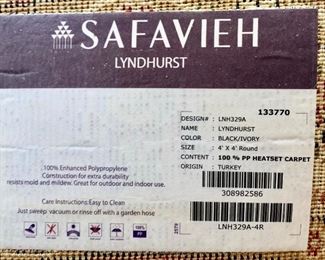 SAFAVIEH
LYNDHURST
133770
DESIGN#: LNH329A
NAME: LYNDHURST
COLOR: BLACK/IVORY
SIZE: 4' X 4' Round
CONTENT: 100 % PP HEATSET CARPET
ORIGIN: TURKEY
308982586
LNH329A-4R
100% Enhanced Polypropylene
Construction for extra durability
resists mold and mildew. Great for outdoor and indoor use.
Care Instructions:Easy to Clean
Just sweep vacuum or rinse off with a garden hose
100%
PP